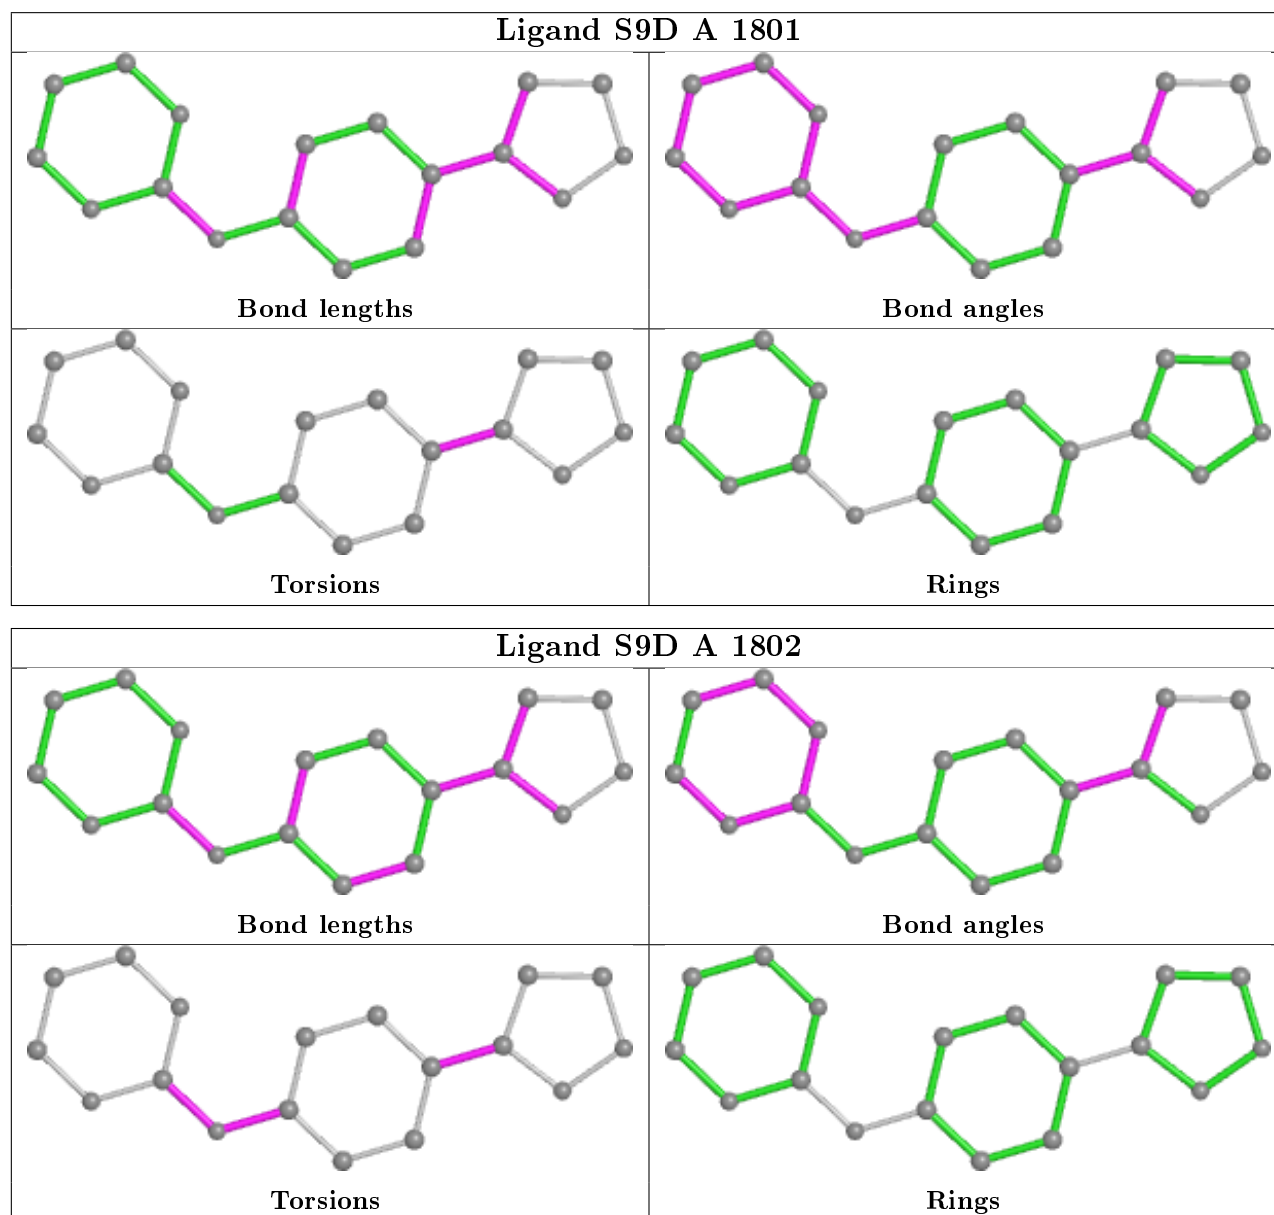 Ligand S9D A 1801
Bond lengths
Bond angles
Torsions
Rings
Ligand S9D A 1802
Bond lengths
Bond angles
Torsions
Rings